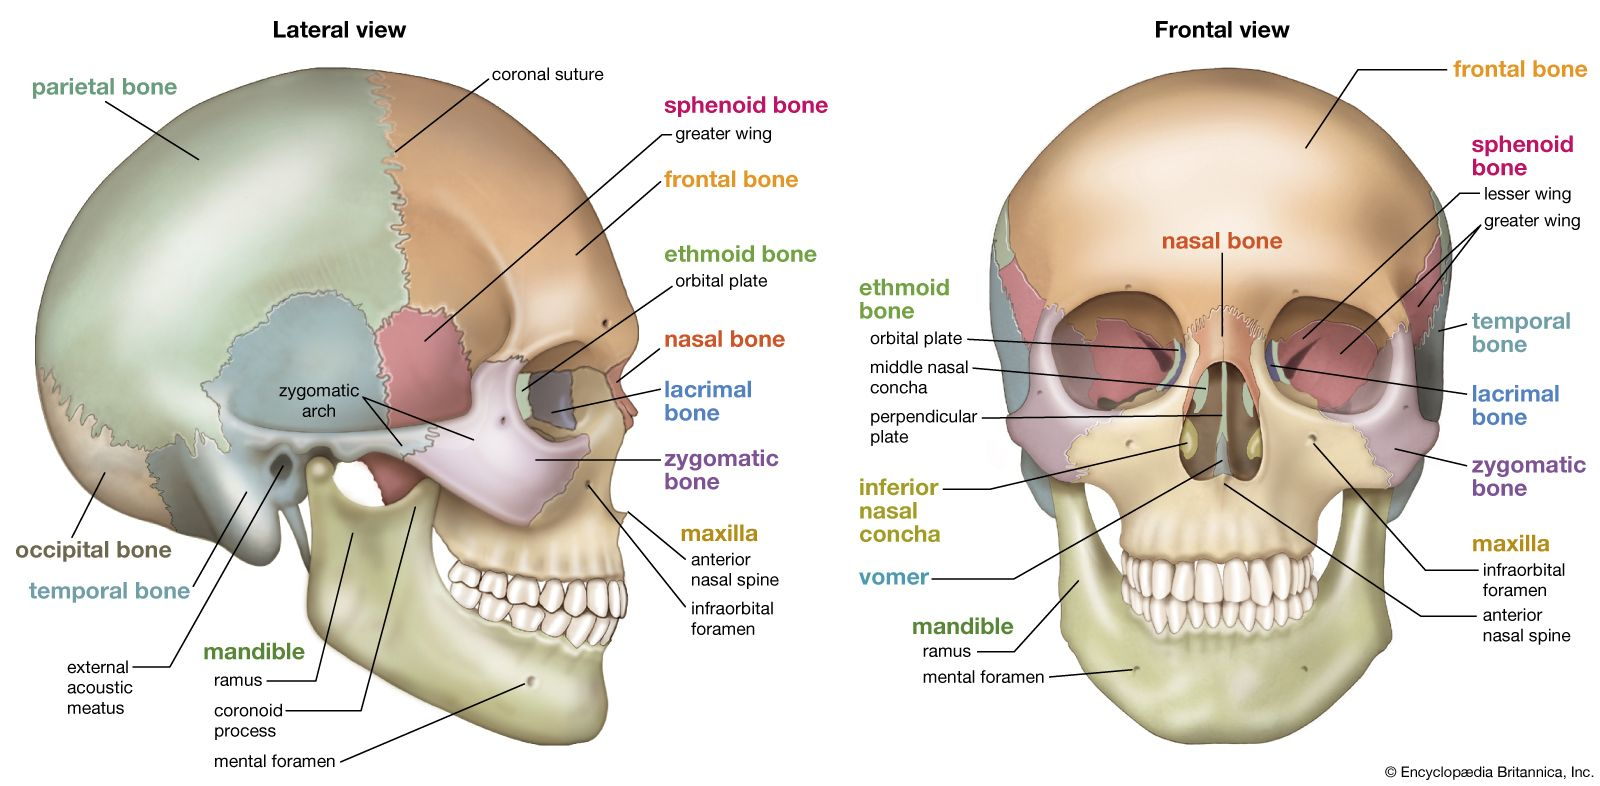 Lateral view
parietal bone
coronal suture
sphenoid bone
greater wing
frontal bone
ethmoid bone
orbital plate
nasal bone
lacrimal
bone
zygomatic
arch
zygomatic
bone
maxilla
anterior
nasal spine
infraorbital
foramen
occipital bone
temporal bone
external
acoustic
meatus
mandible
ramus
coronoid
process
mental foramen
Frontal view
frontal bone
sphenoid
bone
lesser wing
greater wing
nasal bone
ethmoid
bone
orbital plate
middle nasal
concha
perpendicular
plate
inferior
nasal
concha
vomer
mandible
ramus
mental foramen
temporal
bone
lacrimal
bone
zygomatic
bone
maxilla
infraorbital
foramen
anterior
nasal spine
© Encyclopædia Britannica, Inc.